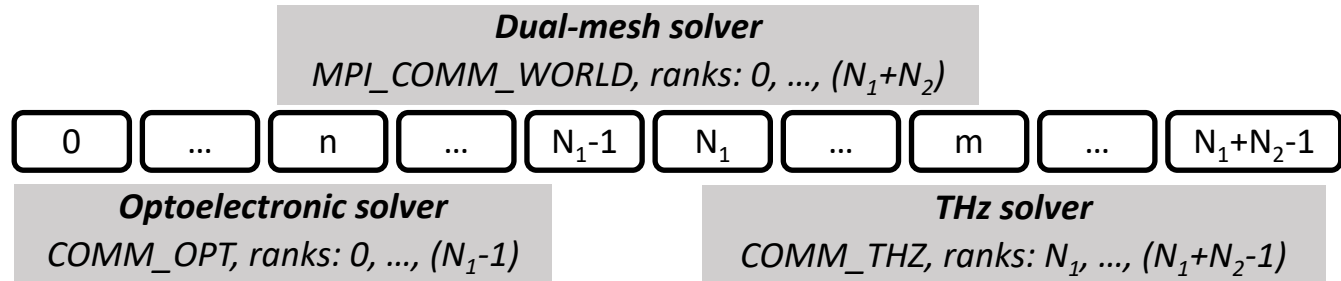 Dual-mesh solver
MPI_COMM_WORLD, ranks: 0, …, (N₁+N₂)
0 … n … N₁-1 N₁ … m … N₁+N₂-1
Optoelectronic solver THz solver
COMM_OPT, ranks: 0, …, (N₁-1) COMM_THZ, ranks: N₁, …, (N₁+N₂-1)